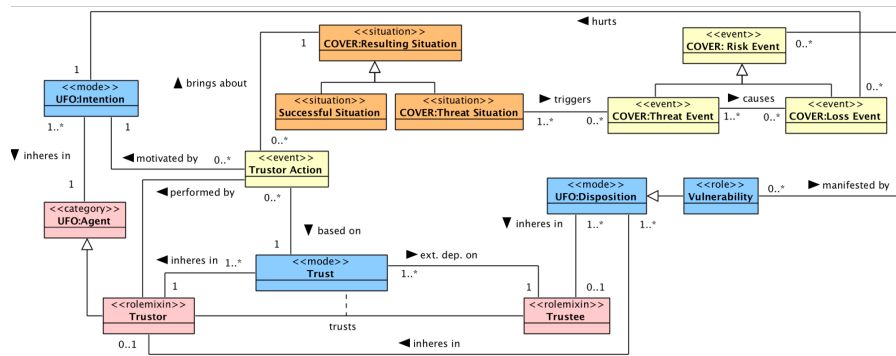 hurts
<<situation>>
COVER:Resulting Situation
1
<<event>>
COVER: Risk Event
0..*
1
brings about
<<mode>>
UFO:Intention
<<situation>>
Successful Situation
<<situation>>
COVER:Threat Situation
triggers
1..*
0..*
<<event>>
COVER:Threat Event
causes
1..*
0..*
0..*
<<event>>
COVER:Loss Event
1..*
1
0..*
inheres in
motivated by
0..*
<<event>>
Trustor Action
1
performed by
0..*
<<category>>
UFO:Agent
<<mode>>
UFO:Disposition
<<role>>
Vulnerability
0..*
manifested by
inheres in
1..*
1..*
based on
1
inheres in
1..*
<<mode>>
Trust
ext. dep. on
1..*
1
1
0..1
<<rolemixin>>
Trustor
<<rolemixin>>
Trustee
trusts
0..1
inheres in